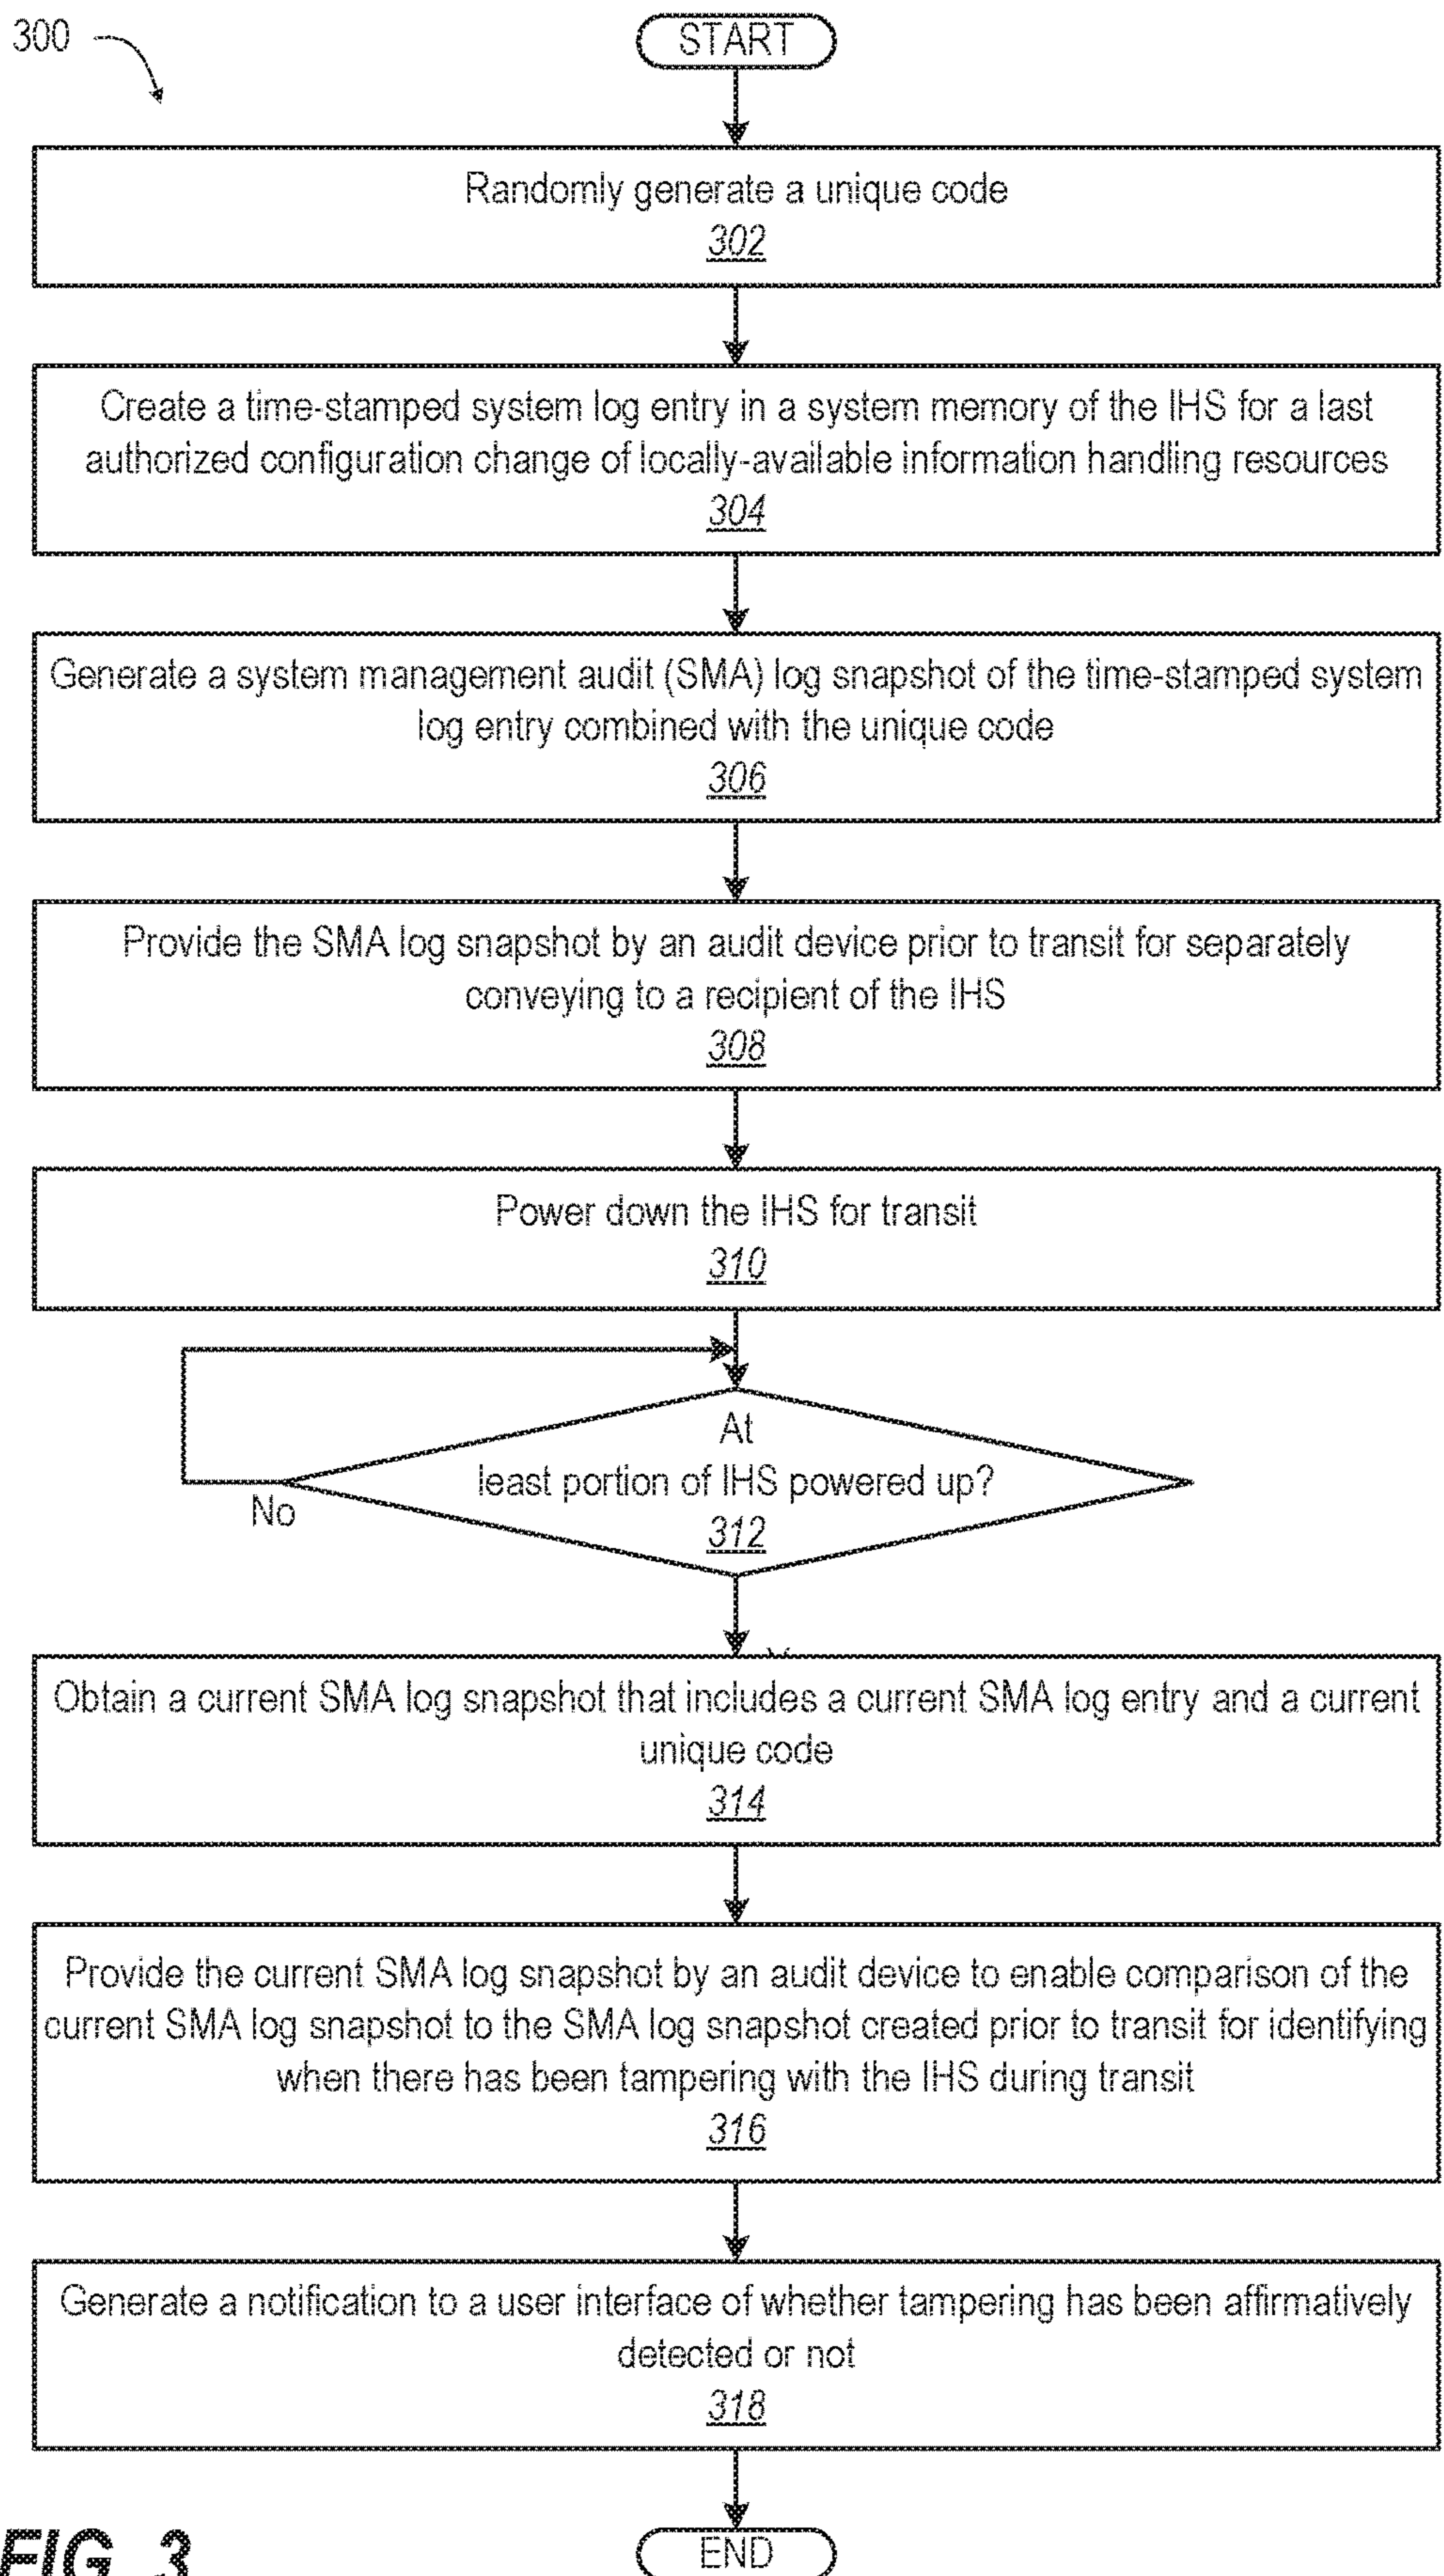 300
START
Randomly generate a unique code
302
Create a time-stamped system log entry in a system memory of the IHS for a last
authorized configuration change of locally-available information handling resources
304
Generate a system management audit (SMA) log snapshot of the time-stamped system
log entry combined with the unique code
306
Provide the SMA log snapshot by an audit device prior to transit for separately
conveying to a recipient of the IHS
308
Power down the IHS for transit
310
At
least portion of IHS powered up?
312
No
Obtain a current SMA log snapshot that includes a current SMA log entry and a current
unique code
314
Provide the current SMA log snapshot by an audit device to enable comparison of the
current SMA log snapshot to the SMA log snapshot created prior to transit for identifying
when there has been tampering with the IHS during transit
316
Generate a notification to a user interface of whether tampering has been affirmatively
detected or not
318
END
FIG. 3